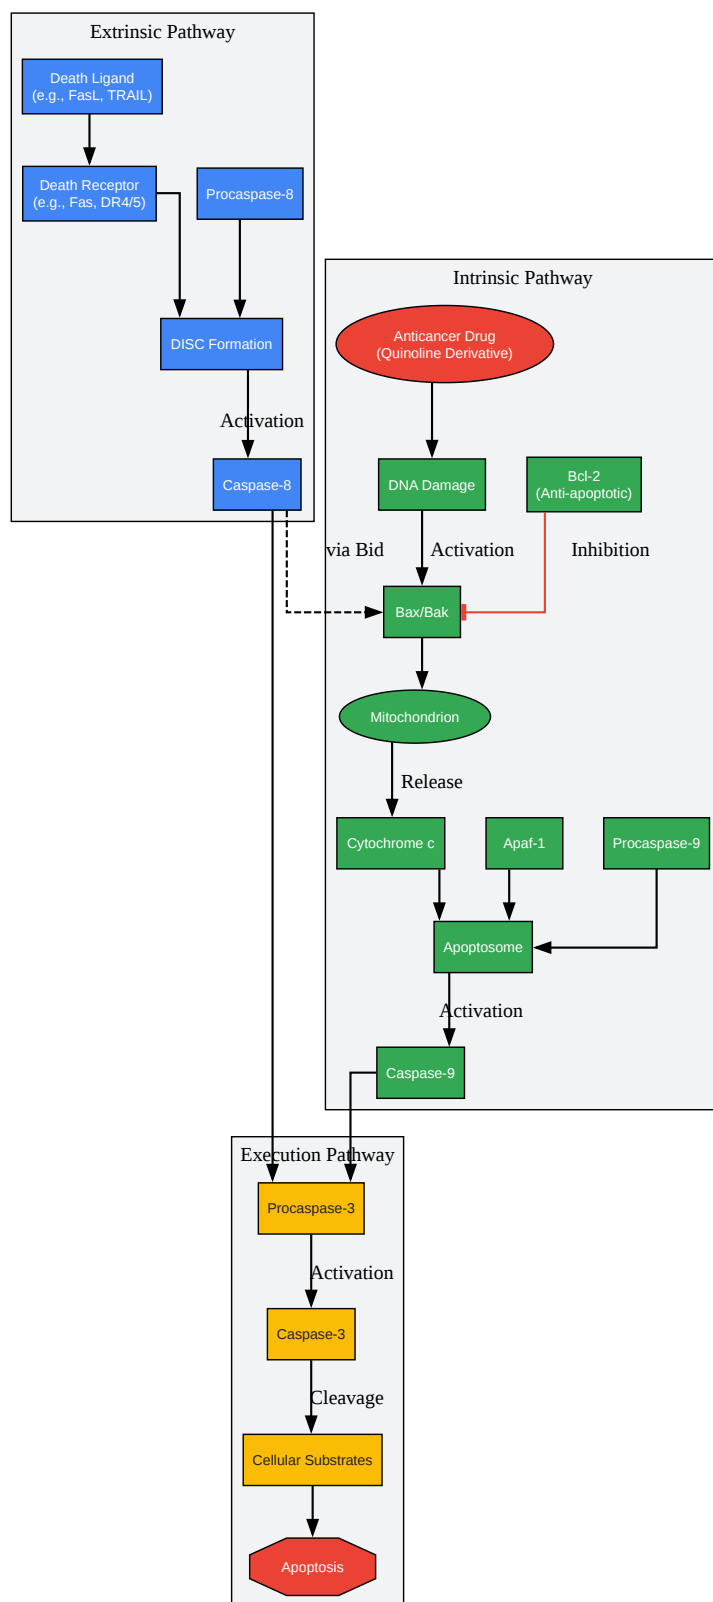 Extrinsic Pathway
Death Ligand
(e.g., FasL, TRAIL)
Death Receptor
(e.g., Fas, DR4/5)
Procaspase-8
DISC Formation
Activation
Caspase-8
Intrinsic Pathway
Anticancer Drug
(Quinoline Derivative)
DNA Damage
Bcl-2
(Anti-apoptotic)
via Bid
Activation
Inhibition
Bax/Bak
Mitochondrion
Release
Cytochrome c
Apaf-1
Procaspase-9
Apoptosome
Activation
Caspase-9
Execution Pathway
Procaspase-3
Activation
Caspase-3
Cleavage
Cellular Substrates
Apoptosis